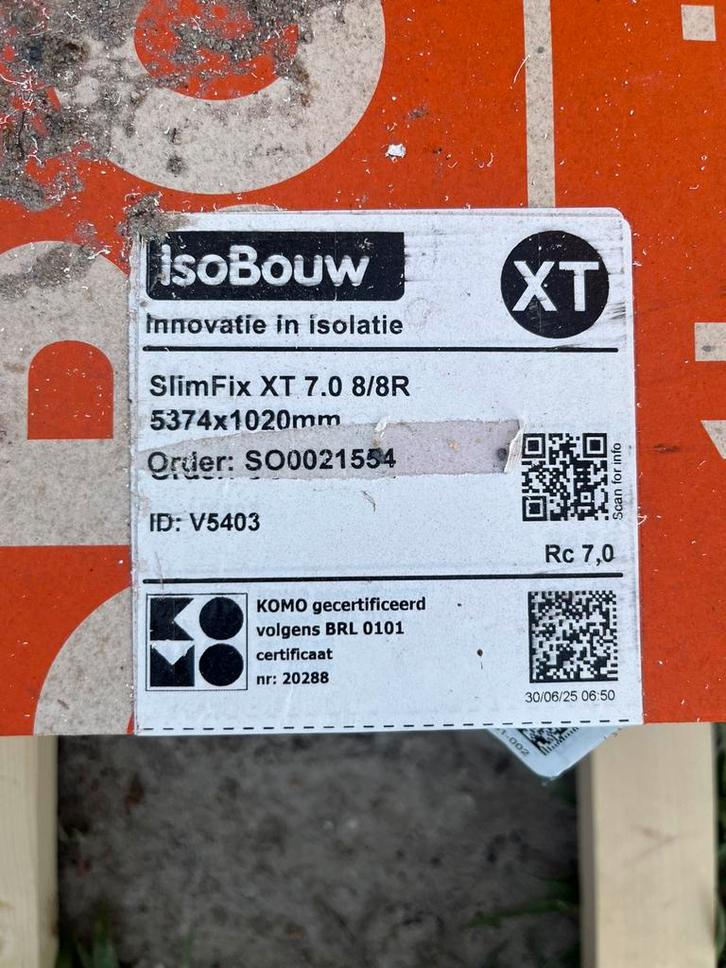 IsoBouw
XT
Innovatie in isolatie
SlimFix XT 7.0 8/8R
5374x1020mm
Order: SO0021554
ID: V5403
Scan for info
Rc 7,0
KOMO
KOMO gecertificeerd
volgens BRL 0101
certificaat
nr: 20288
30/06/25 06:50